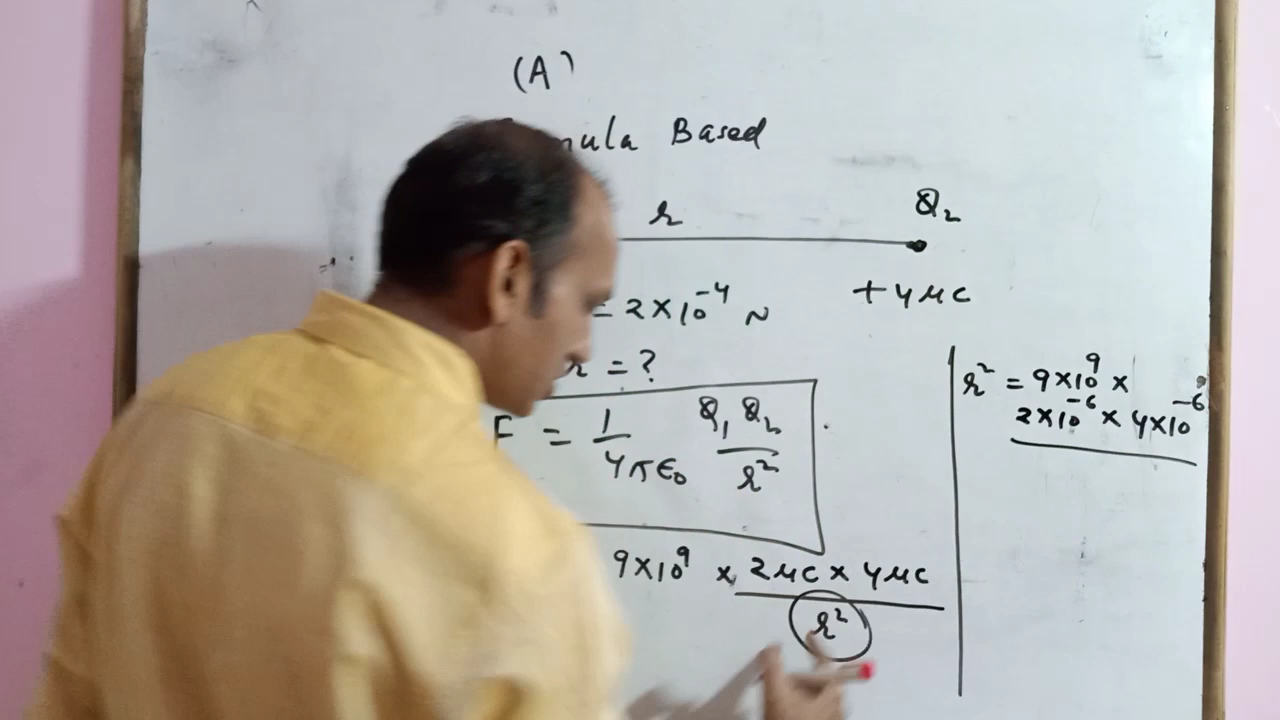 (A)
Based
r
Q₂
= 2×10⁻⁴ N
+4μC
r = ?
F = 1/4πε₀ Q₁Q₂/r²
9×10⁹ × 2μC × 4μC
r²
r² = 9×10⁹ ×
2×10⁻⁶ × 4×10⁻⁶